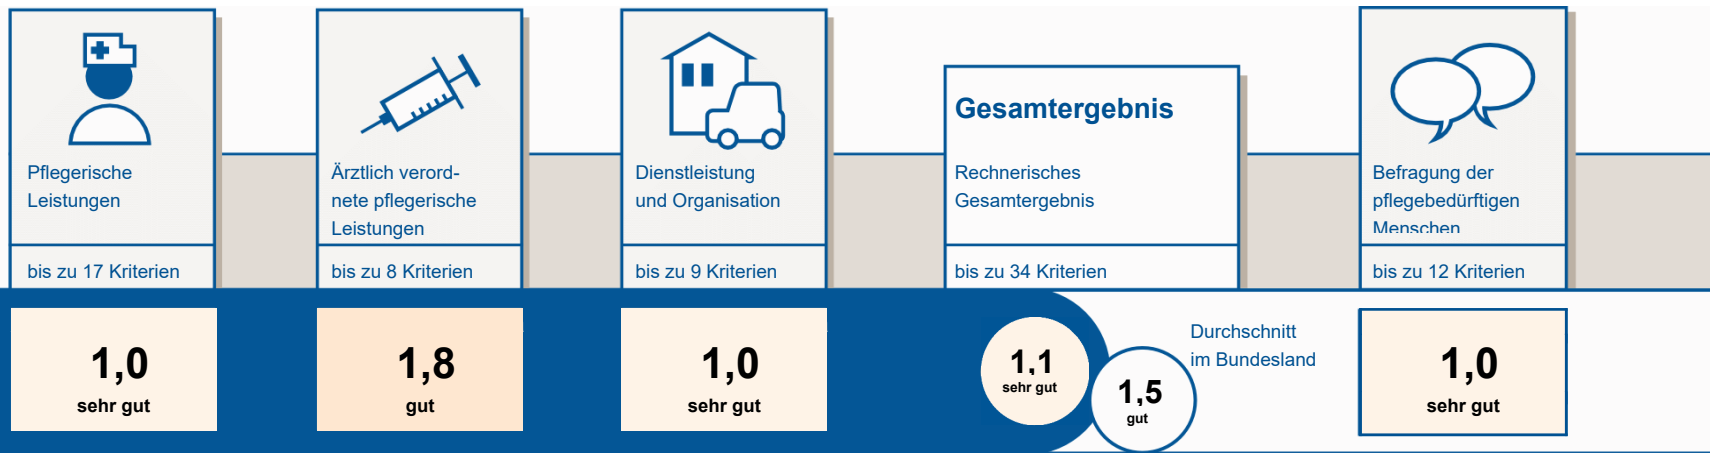 Pflegerische
Leistungen
bis zu 17 Kriterien
1,0
sehr gut
Ärztlich verord-
nete pflegerische
Leistungen
bis zu 8 Kriterien
1,8
gut
Dienstleistung
und Organisation
bis zu 9 Kriterien
1,0
sehr gut
Gesamtergebnis
Rechnerisches
Gesamtergebnis
bis zu 34 Kriterien
1,1
sehr gut
1,5
gut
Durchschnitt
im Bundesland
Befragung der
pflegebedürftigen
Menschen
bis zu 12 Kriterien
1,0
sehr gut